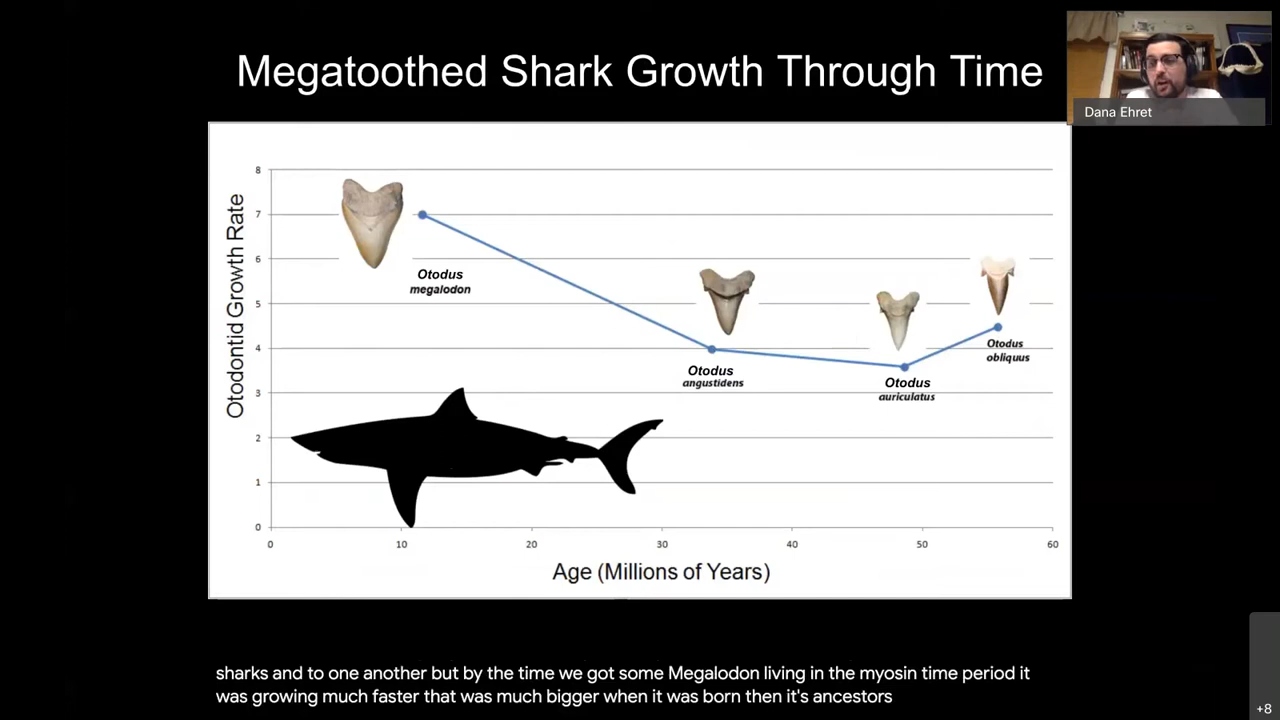 Megatoothed Shark Growth Through Time
Dana Ehret
Otodontid Growth Rate
8
7
6
5
4
3
2
1
0
Otodus
megalodon
Otodus
angustidens
Otodus
auriculatus
Otodus
obliquus
0 10 20 30 40 50 60
Age (Millions of Years)
sharks and to one another but by the time we got some Megalodon living in the myosin time period it
was growing much faster that was much bigger when it was born then it's ancestors
+8